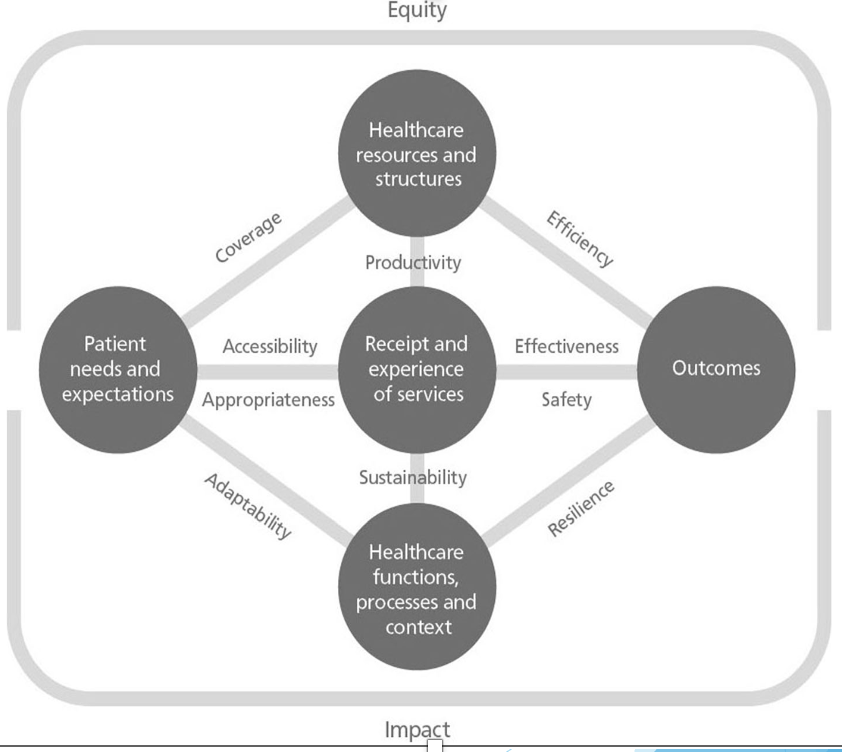 Equity
Healthcare
resources and
structures
Coverage
Efficiency
Productivity
Patient
needs and
expectations
Accessibility
Appropriateness
Receipt and
experience
of services
Effectiveness
Safety
Outcomes
Sustainability
Adaptability
Resilience
Healthcare
functions,
processes and
context
Impact